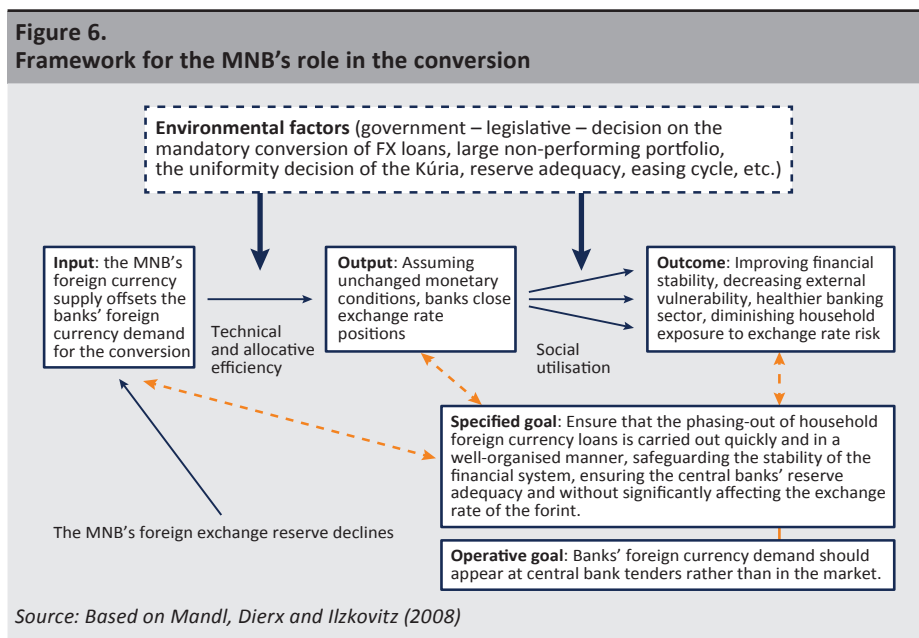 Figure 6.
Framework for the MNB's role in the conversion
Environmental factors (government – legislative – decision on the
mandatory conversion of FX loans, large non-performing portfolio,
the uniformity decision of the Kúria, reserve adequacy, easing cycle, etc.)
Input: the MNB's
foreign currency
supply offsets the
banks' foreign
currency demand
for the conversion
Technical
and allocative
efficiency
Output: Assuming
unchanged monetary
conditions, banks close
exchange rate
positions
Social
utilisation
Outcome: Improving financial
stability, decreasing external
vulnerability, healthier banking
sector, diminishing household
exposure to exchange rate risk
Specified goal: Ensure that the phasing-out of household
foreign currency loans is carried out quickly and in a
well-organised manner, safeguarding the stability of the
financial system, ensuring the central banks' reserve
adequacy and without significantly affecting the exchange
rate of the forint.
The MNB's foreign exchange reserve declines
Operative goal: Banks' foreign currency demand should
appear at central bank tenders rather than in the market.
Source: Based on Mandl, Dierx and Ilzkovitz (2008)